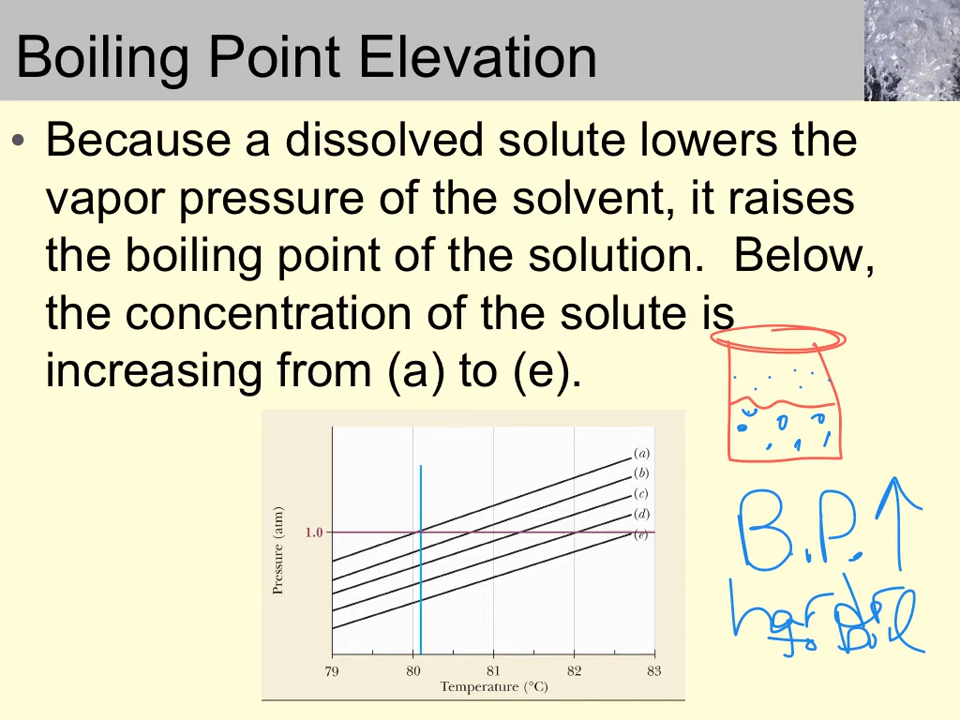 Boiling Point Elevation
• Because a dissolved solute lowers the
vapor pressure of the solvent, it raises
the boiling point of the solution.  Below,
the concentration of the solute is
increasing from (a) to (e).
(a)
(b)
(c)
(d)
(e)
1.0
Pressure (atm)
79 80 81 82 83
Temperature (°C)
B.P. ↑
harder
to boil